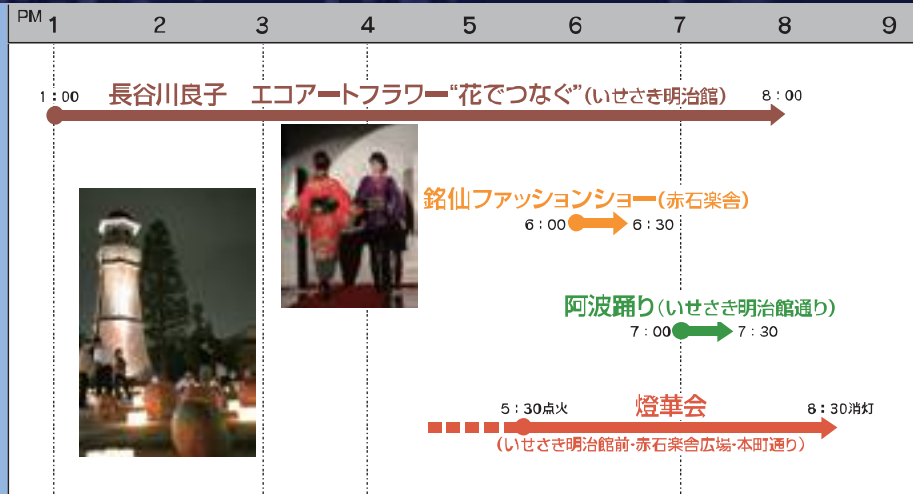 PM 1 2 3 4 5 6 7 8 9
1：00 長谷川良子 エコアートフラワー“花でつなぐ”(いせさき明治館) 8：00
銘仙ファッションショー(赤石楽舎)
6：00 6：30
阿波踊り(いせさき明治館通り)
7：00 7：30
5：30点火 燈華会 8：30消灯
(いせさき明治館前・赤石楽舎広場・本町通り)